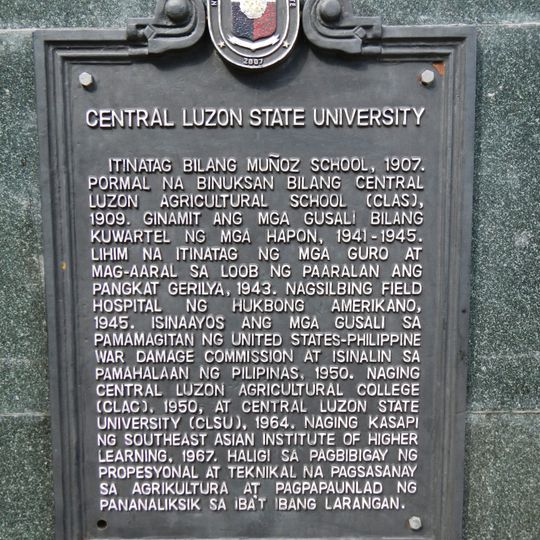 2007
CENTRAL LUZON STATE UNIVERSITY
ITINATAG BILANG MUÑOZ SCHOOL, 1907.
PORMAL NA BINUKSAN BILANG CENTRAL
LUZON AGRICULTURAL SCHOOL (CLAS),
1909. GINAMIT ANG MGA GUSALI BILANG
KUWARTEL NG MGA HAPON, 1941-1945.
LIHIM NA ITINATAG NG MGA GURO AT
MAG-AARAL SA LOOB NG PAARALAN ANG
PANGKAT GERILYA, 1943. NAGSILBING FIELD
HOSPITAL NG HUKBONG AMERIKANO,
1945. ISINAAYOS ANG MGA GUSALI SA
PAMAMAGITAN NG UNITED STATES-PHILIPPINE
WAR DAMAGE COMMISSION AT ISINALIN SA
PAMAHALAAN NG PILIPINAS, 1950. NAGING
CENTRAL LUZON AGRICULTURAL COLLEGE
(CLAC), 1950, AT CENTRAL LUZON STATE
UNIVERSITY (CLSU), 1964. NAGING KASAPI
NG SOUTHEAST ASIAN INSTITUTE OF HIGHER
LEARNING, 1967. HALIGI SA PAGBIBIGAY NG
PROPESYONAL AT TEKNIKAL NA PAGSASANAY
SA AGRIKULTURA AT PAGPAPAUNLAD NG
PANANALIKSIK SA IBA'T IBANG LARANGAN.